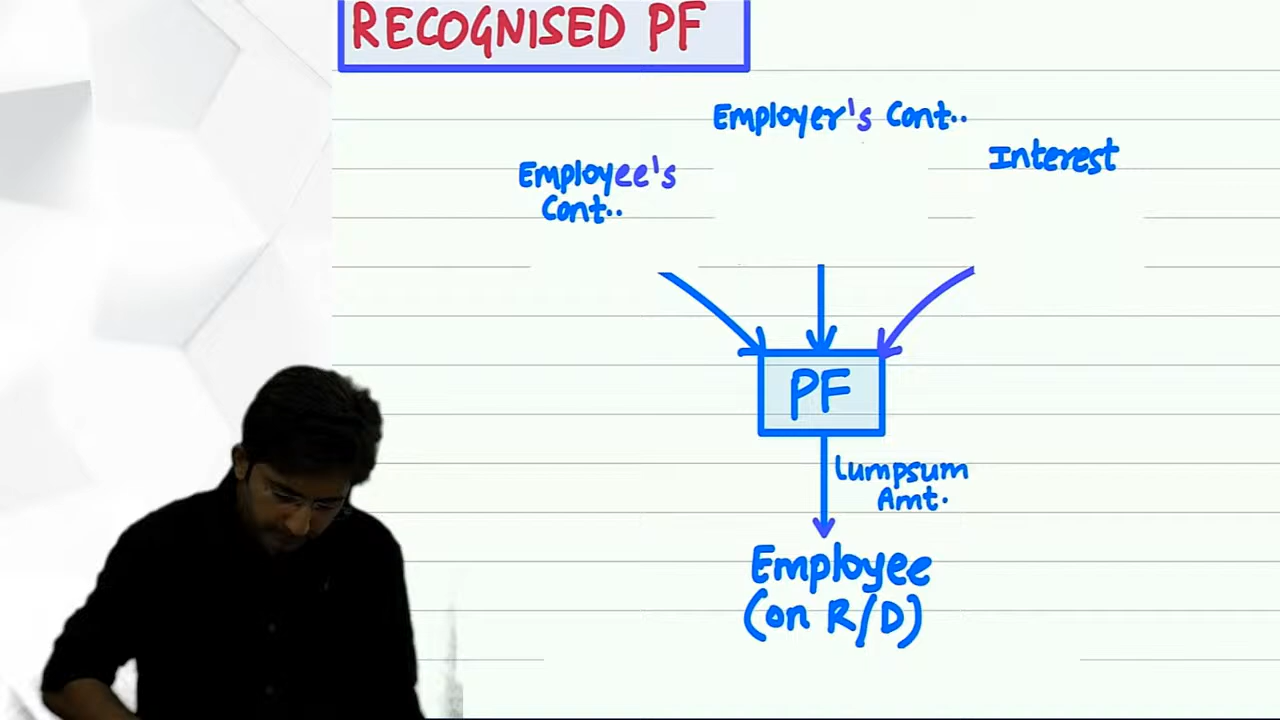 RECOGNISED PF
Employer's Cont..
Interest
Employee's
Cont..
PF
Lumpsum
Amt.
Employee
(on R/D)